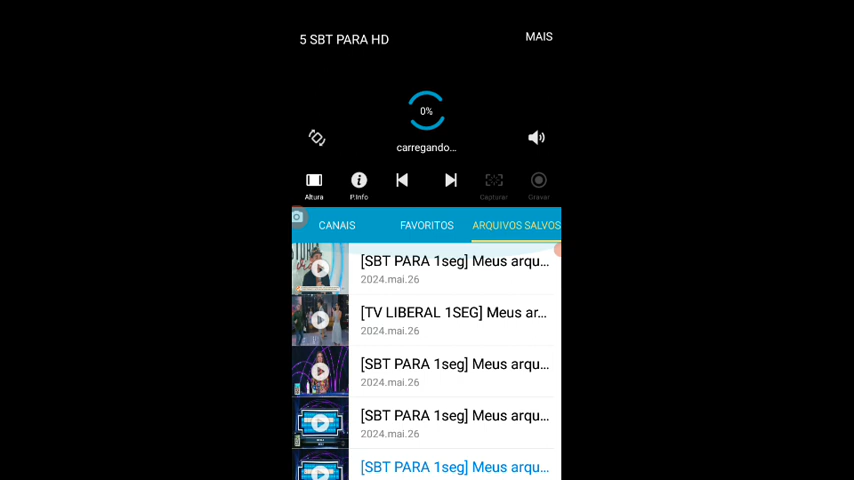 5 SBT PARA HD
MAIS
0%
carregando...
Altura
P.Info
Capturar
Gravar
CANAIS
FAVORITOS
ARQUIVOS SALVOS
[SBT PARA 1seg] Meus arqu...
2024.mai.26
[TV LIBERAL 1SEG] Meus ar...
2024.mai.26
[SBT PARA 1seg] Meus arqu...
2024.mai.26
[SBT PARA 1seg] Meus arqu...
2024.mai.26
[SBT PARA 1seg] Meus arqu...